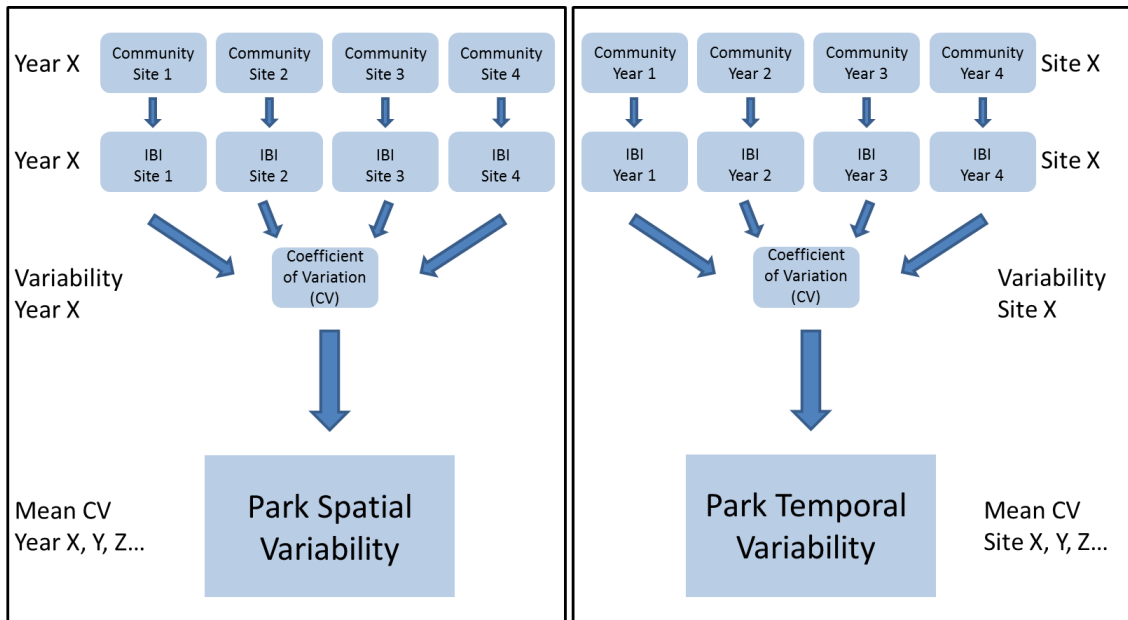 Year X
Community
Site 1
Community
Site 2
Community
Site 3
Community
Site 4
Year X
IBI
Site 1
IBI
Site 2
IBI
Site 3
IBI
Site 4
Variability
Year X
Coefficient
of Variation
(CV)
Mean CV
Year X, Y, Z...
Park Spatial
Variability
Community
Year 1
Community
Year 2
Community
Year 3
Community
Year 4
Site X
IBI
Year 1
IBI
Year 2
IBI
Year 3
IBI
Year 4
Site X
Coefficient
of Variation
(CV)
Variability
Site X
Park Temporal
Variability
Mean CV
Site X, Y, Z...